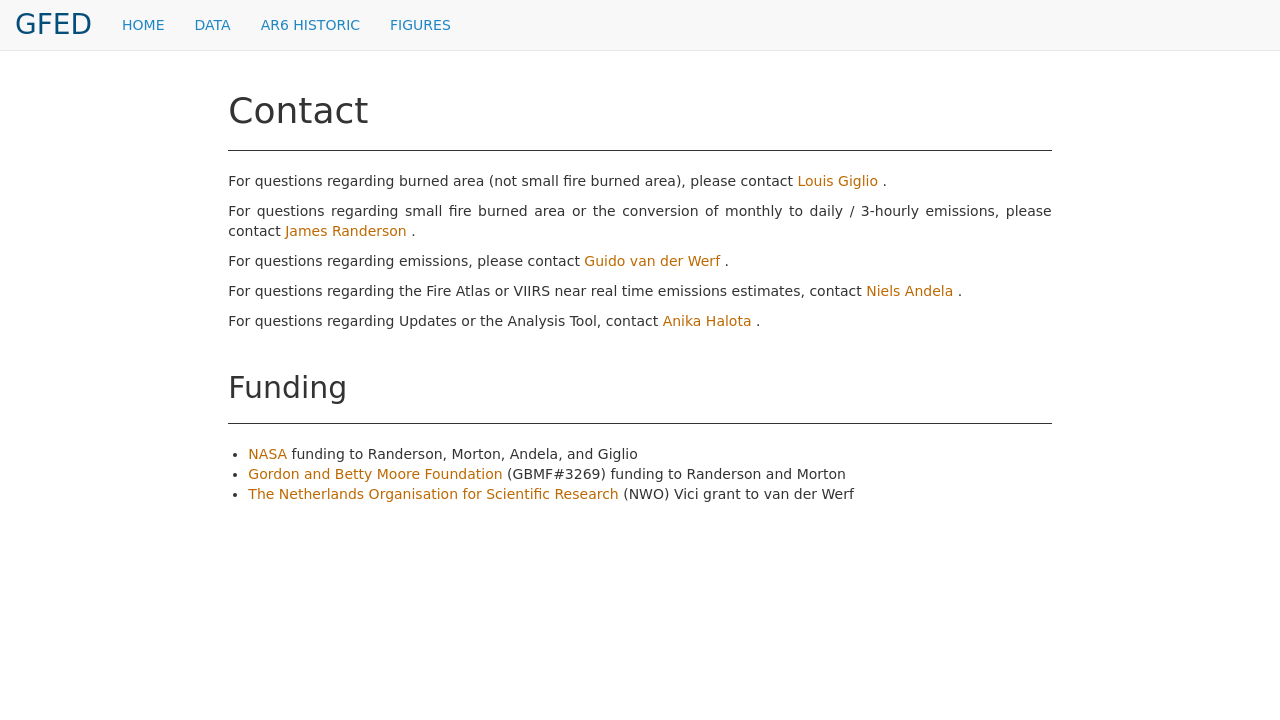 GFED HOME DATA AR6 HISTORIC FIGURES
Contact
For questions regarding burned area (not small fire burned area), please contact Louis Giglio .
For questions regarding small fire burned area or the conversion of monthly to daily / 3-hourly emissions, please
contact James Randerson .
For questions regarding emissions, please contact Guido van der Werf .
For questions regarding the Fire Atlas or VIIRS near real time emissions estimates, contact Niels Andela .
For questions regarding Updates or the Analysis Tool, contact Anika Halota .
Funding
• NASA funding to Randerson, Morton, Andela, and Giglio
• Gordon and Betty Moore Foundation (GBMF#3269) funding to Randerson and Morton
• The Netherlands Organisation for Scientific Research (NWO) Vici grant to van der Werf